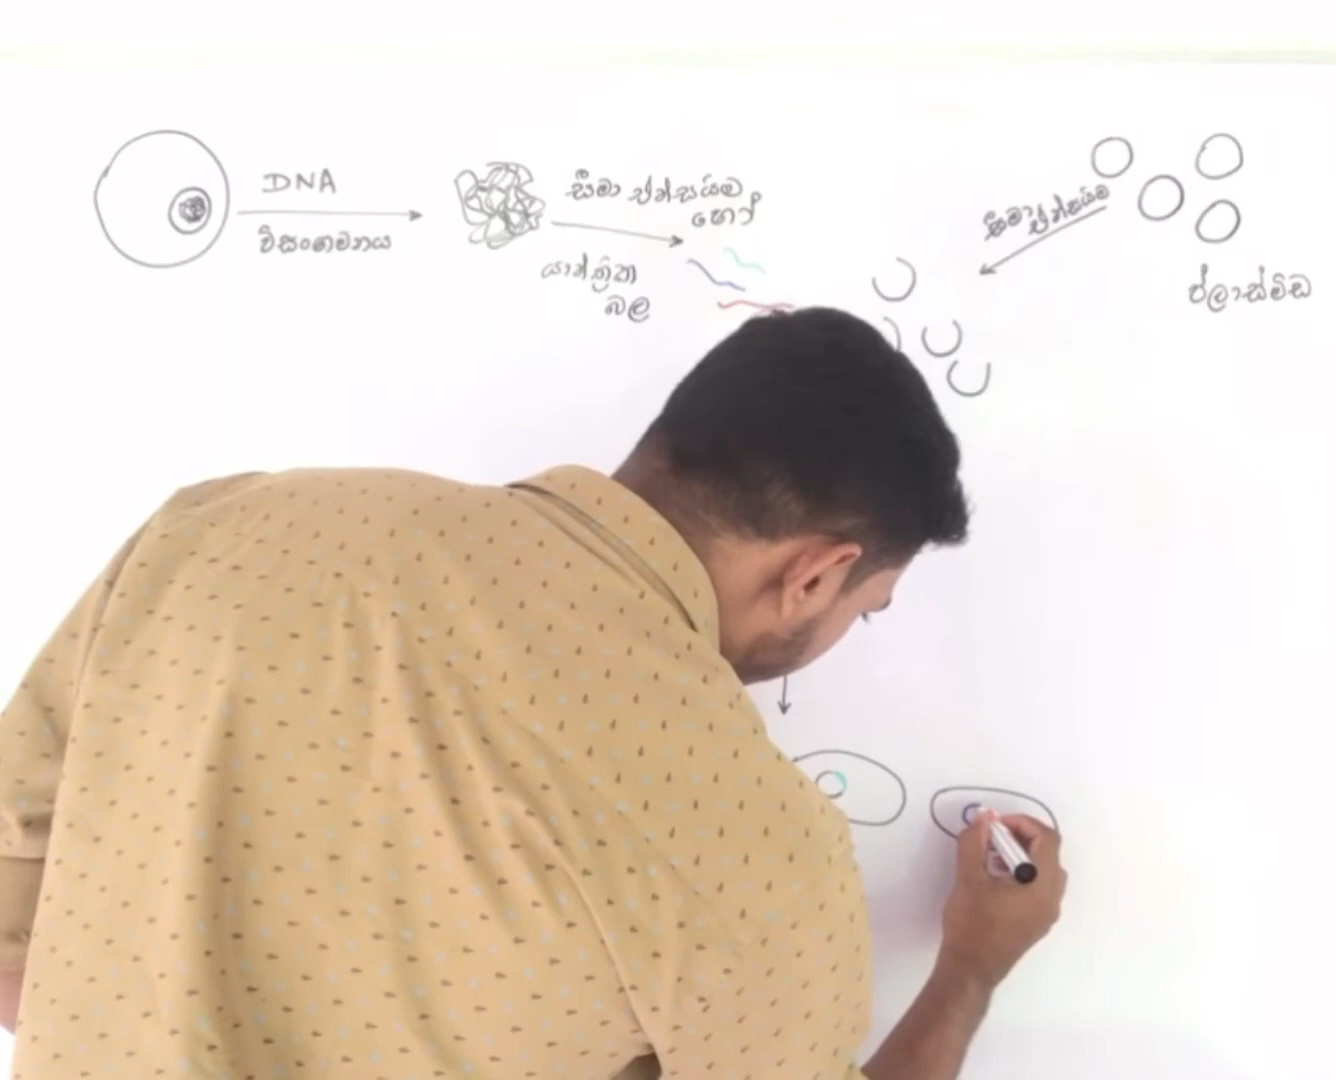 DNA
විසංගමනය
සීමා එන්සයිම
හෝ
යාන්ත්‍රික
බල
සීමා එන්සයිම
ප්ලාස්මිඩ